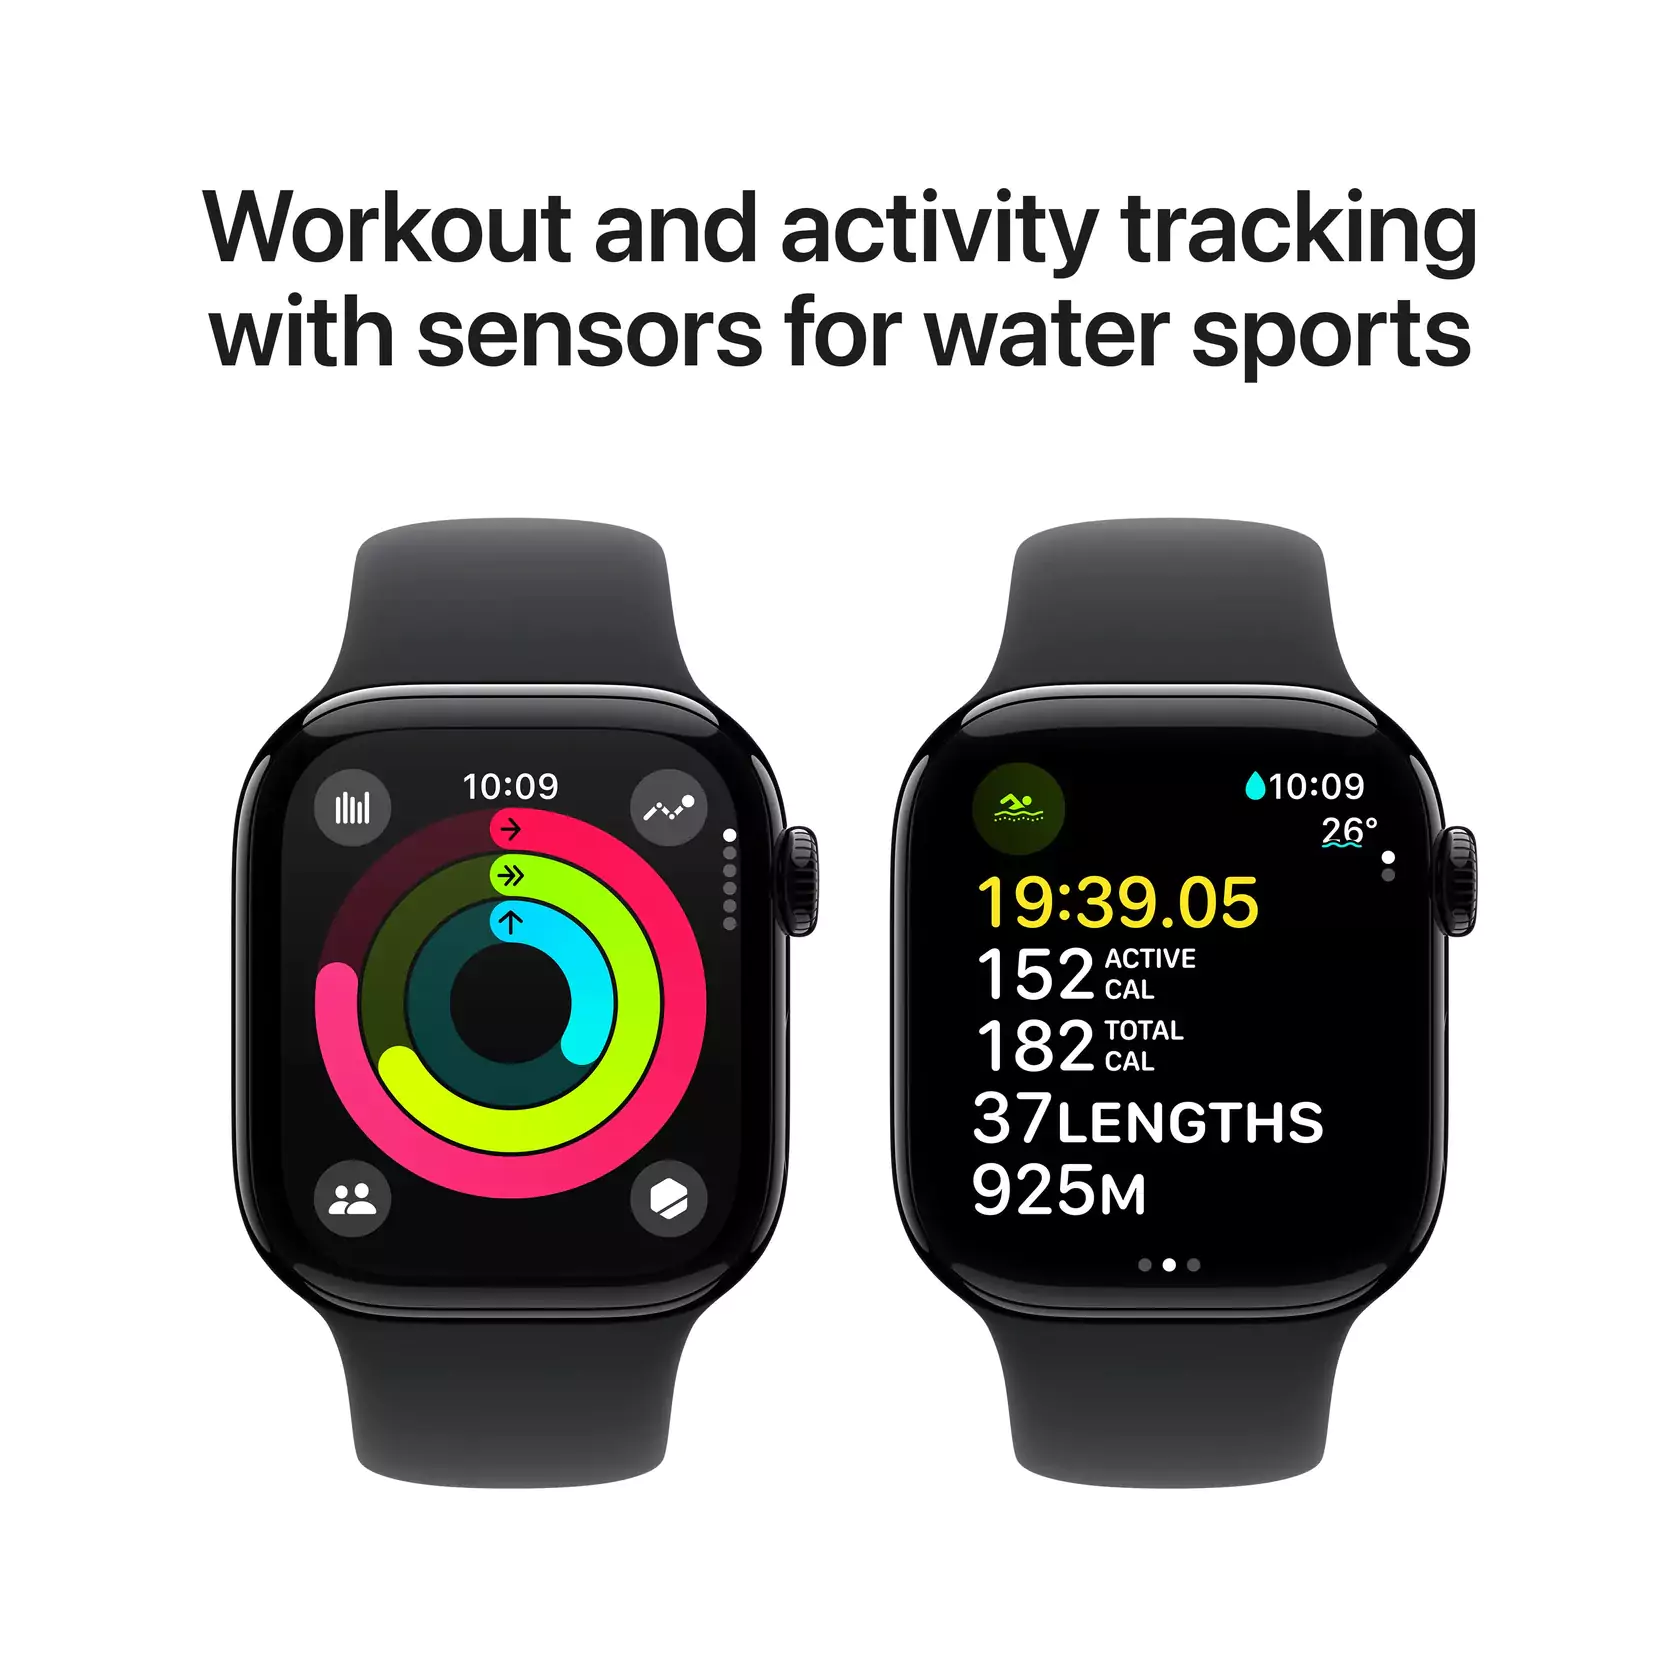 Workout and activity tracking
with sensors for water sports
10:09
10:09
26°
19:39.05
152 ACTIVE CAL
182 TOTAL CAL
37LENGTHS
925M